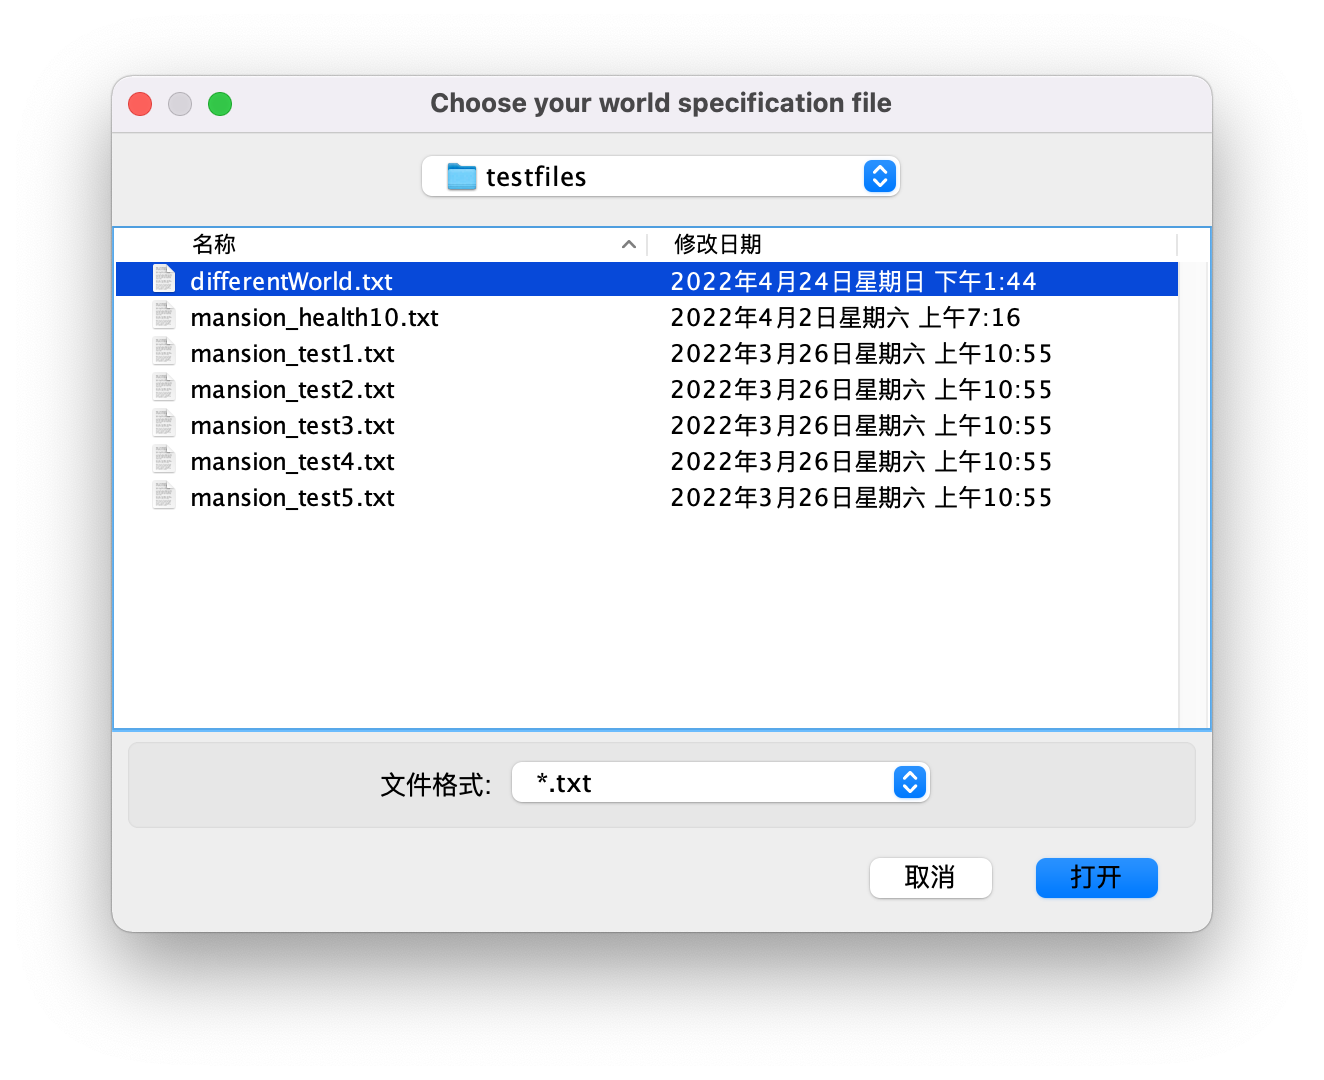 Choose your world specification file
testfiles
名称 修改日期
differentWorld.txt 2022年4月24日星期日 下午1:44
mansion_health10.txt 2022年4月2日星期六 上午7:16
mansion_test1.txt 2022年3月26日星期六 上午10:55
mansion_test2.txt 2022年3月26日星期六 上午10:55
mansion_test3.txt 2022年3月26日星期六 上午10:55
mansion_test4.txt 2022年3月26日星期六 上午10:55
mansion_test5.txt 2022年3月26日星期六 上午10:55
文件格式: *.txt
取消 打开